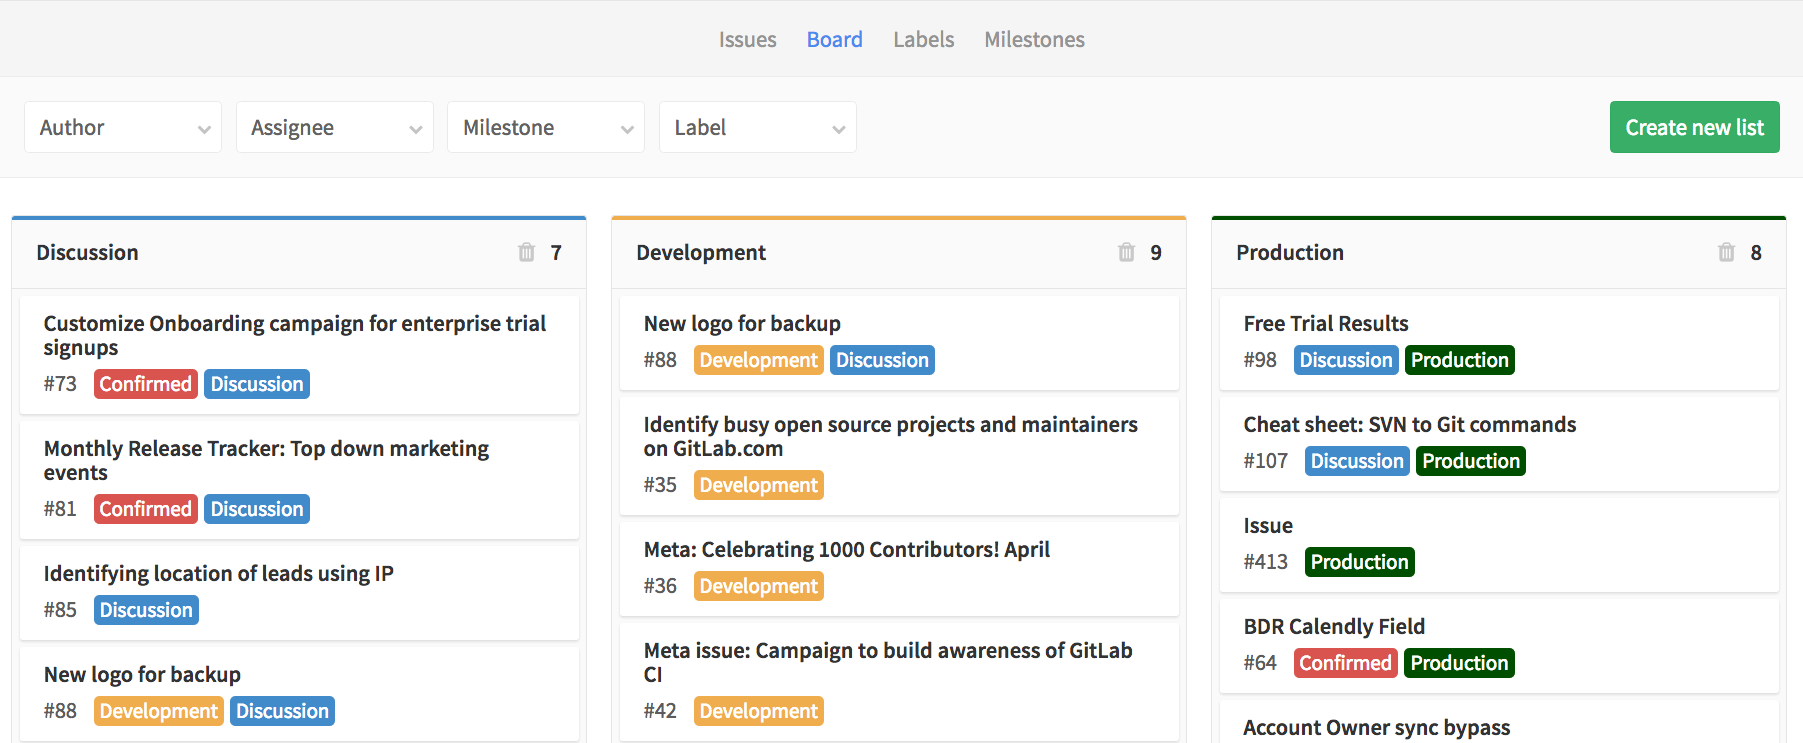 Issues Board Labels Milestones
Author Assignee Milestone Label Create new list
Discussion 7
Customize Onboarding campaign for enterprise trial
signups
#73 Confirmed Discussion
Monthly Release Tracker: Top down marketing
events
#81 Confirmed Discussion
Identifying location of leads using IP
#85 Discussion
New logo for backup
#88 Development Discussion
Development 9
New logo for backup
#88 Development Discussion
Identify busy open source projects and maintainers
on GitLab.com
#35 Development
Meta: Celebrating 1000 Contributors! April
#36 Development
Meta issue: Campaign to build awareness of GitLab
CI
#42 Development
Production 8
Free Trial Results
#98 Discussion Production
Cheat sheet: SVN to Git commands
#107 Discussion Production
Issue
#413 Production
BDR Calendly Field
#64 Confirmed Production
Account Owner sync bypass